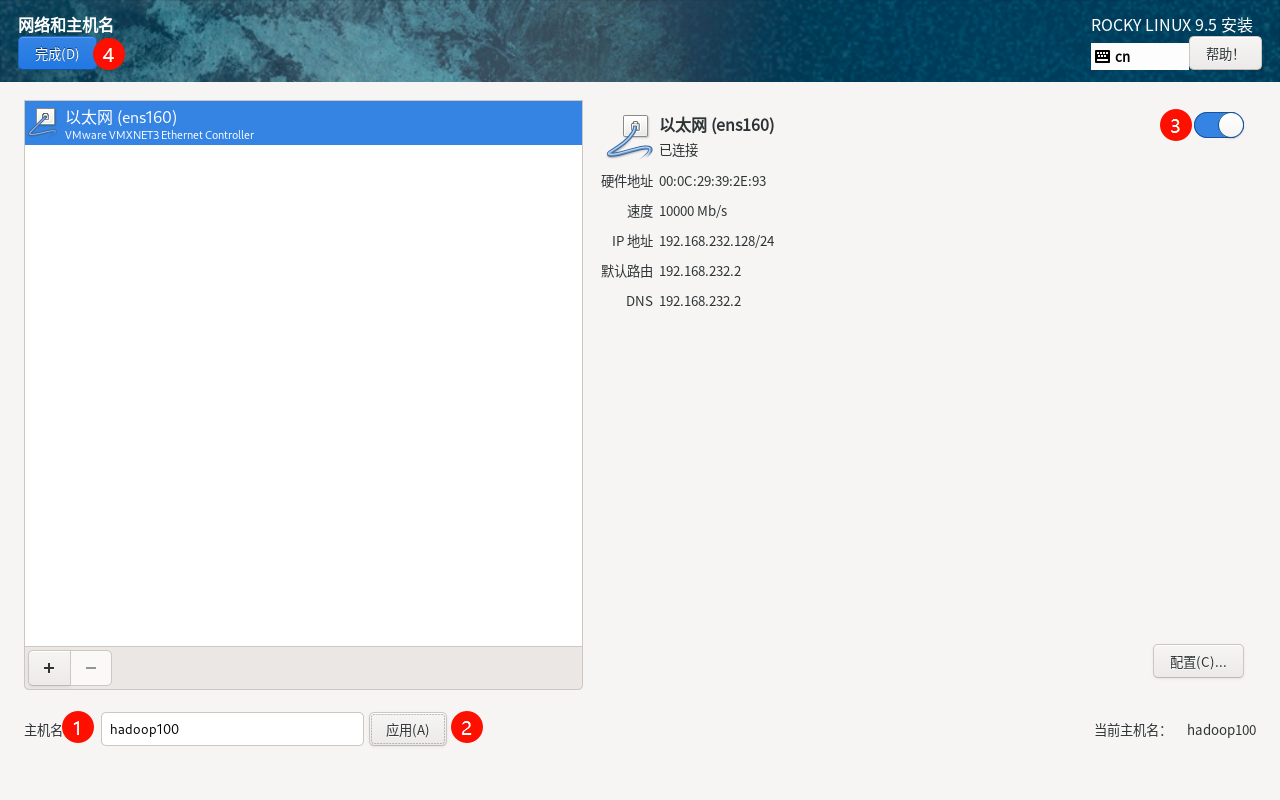 网络和主机名
ROCKY LINUX 9.5 安装
完成(D)
4
cn
帮助!
以太网 (ens160)
VMware VMXNET3 Ethernet Controller
以太网 (ens160)
已连接
3
硬件地址 00:0C:29:39:2E:93
速度 10000 Mb/s
IP 地址 192.168.232.128/24
默认路由 192.168.232.2
DNS 192.168.232.2
+ −
配置(C)...
主机名 1 hadoop100 应用(A) 2
当前主机名: hadoop100